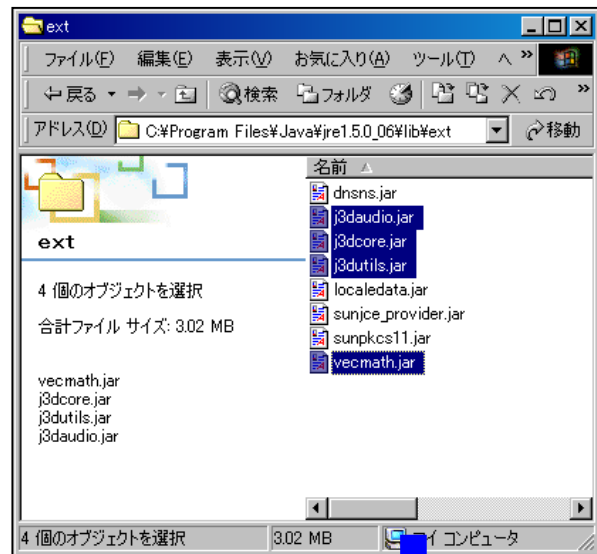 ext
ファイル(F) 編集(E) 表示(V) お気に入り(A) ツール(T) »
戻る 検索 フォルダ »
アドレス(D) C:¥Program Files¥Java¥jre1.5.0_06¥lib¥ext 移動
ext
4 個のオブジェクトを選択
合計ファイル サイズ: 3.02 MB
vecmath.jar
j3dcore.jar
j3dutils.jar
j3daudio.jar
名前
dnsns.jar
j3daudio.jar
j3dcore.jar
j3dutils.jar
localedata.jar
sunjce_provider.jar
sunpkcs11.jar
vecmath.jar
4 個のオブジェクトを選択 3.02 MB コンピュータ